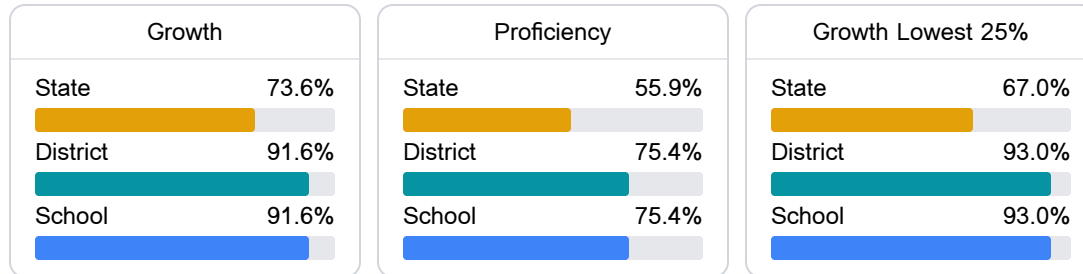 Growth
State 73.6%
District 91.6%
School 91.6%
Proficiency
State 55.9%
District 75.4%
School 75.4%
Growth Lowest 25%
State 67.0%
District 93.0%
School 93.0%